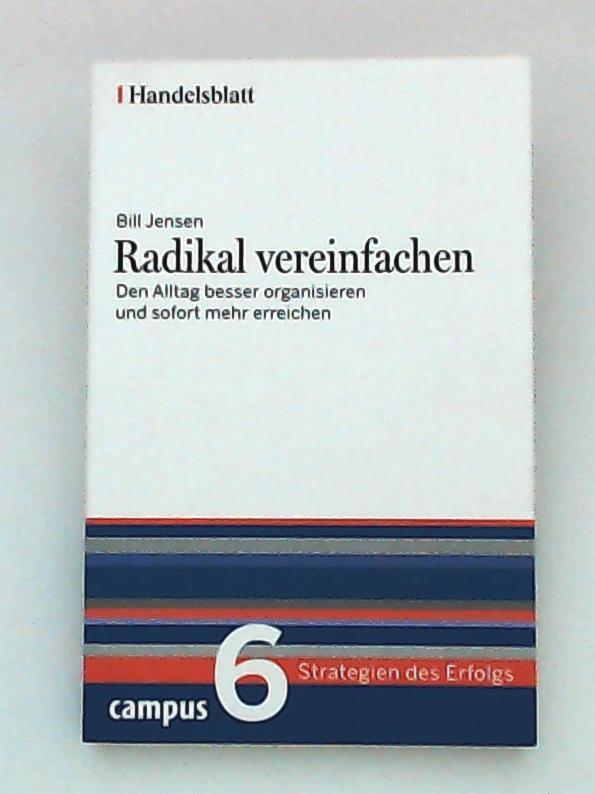 Handelsblatt
Bill Jensen
Radikal vereinfachen
Den Alltag besser organisieren
und sofort mehr erreichen
6
Strategien des Erfolgs
campus